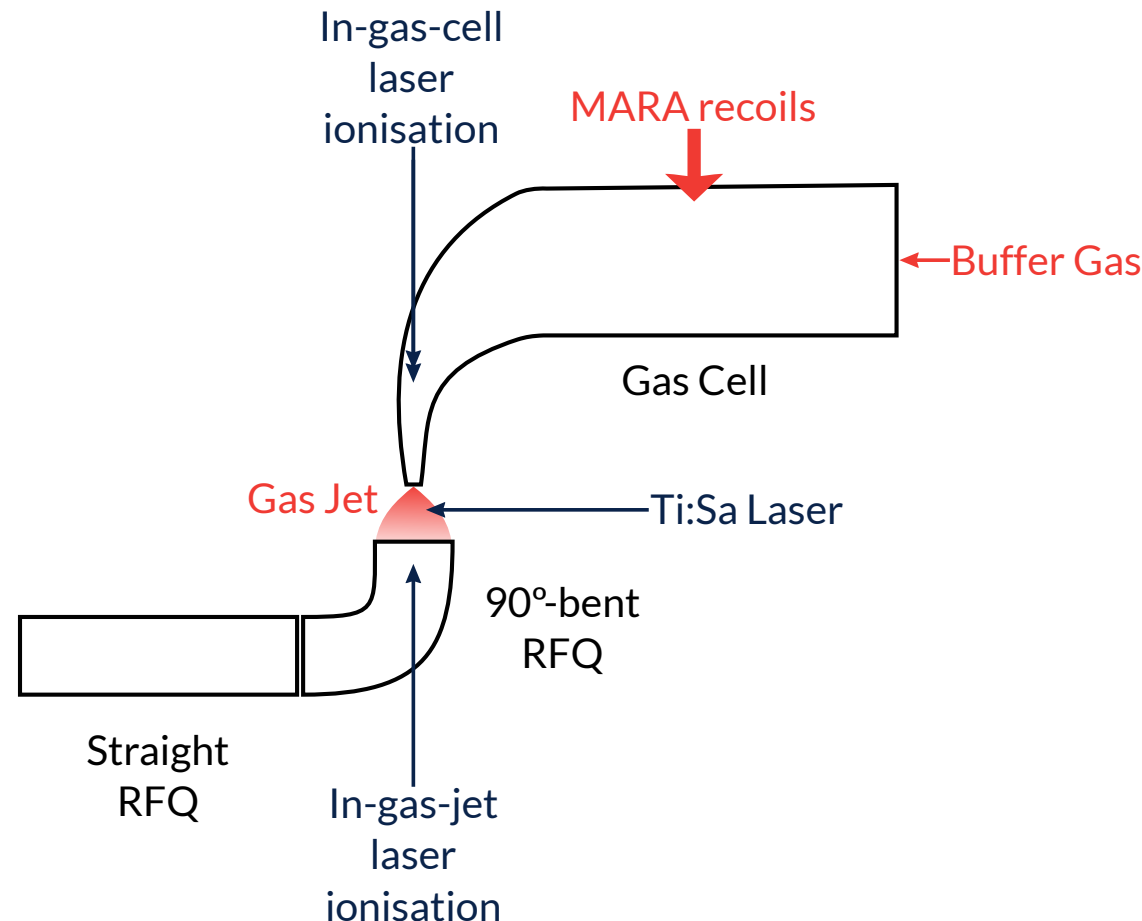 In-gas-cell
laser
ionisation
MARA recoils
Buffer Gas
Gas Cell
Gas Jet
Ti:Sa Laser
90º-bent
RFQ
Straight
RFQ
In-gas-jet
laser
ionisation